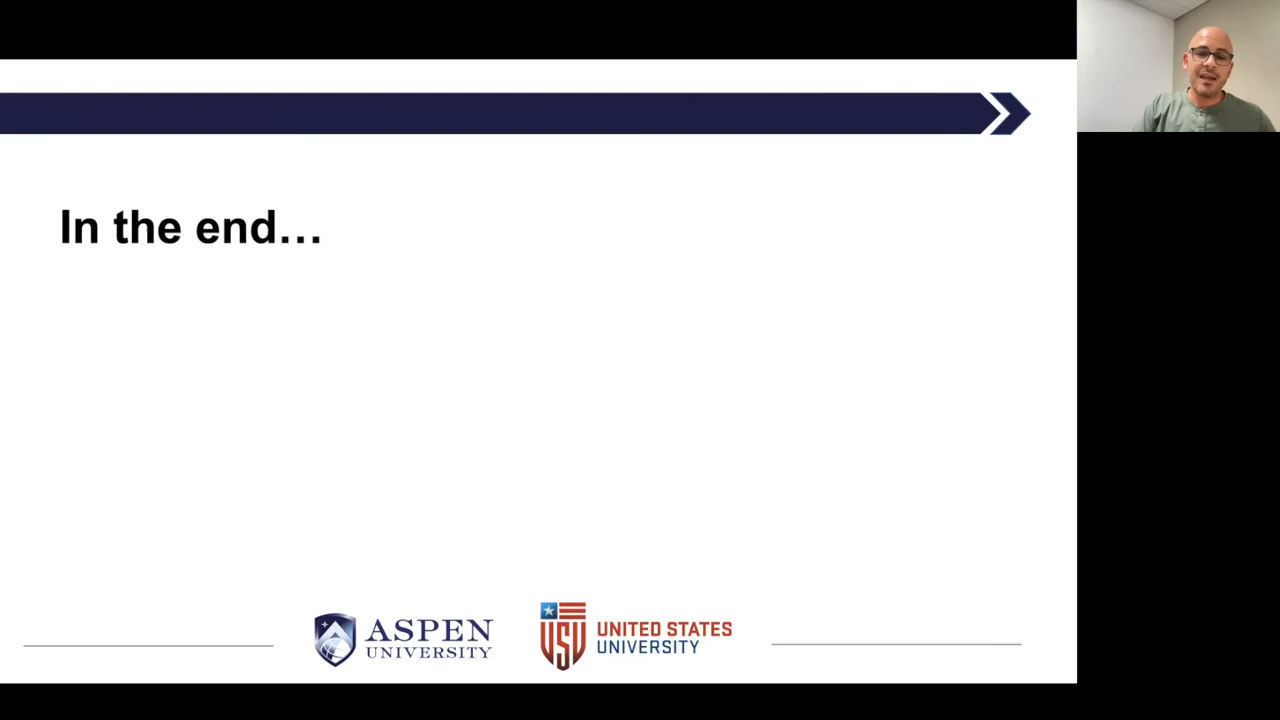 In the end…
ASPEN
UNIVERSITY
USU
UNITED STATES
UNIVERSITY